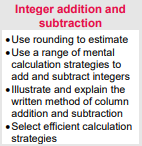 Integer addition and
subtraction
•Use rounding to estimate
•Use a range of mental
calculation strategies to
add and subtract integers
•Illustrate and explain the
written method of column
addition and subtraction
•Select efficient calculation
strategies